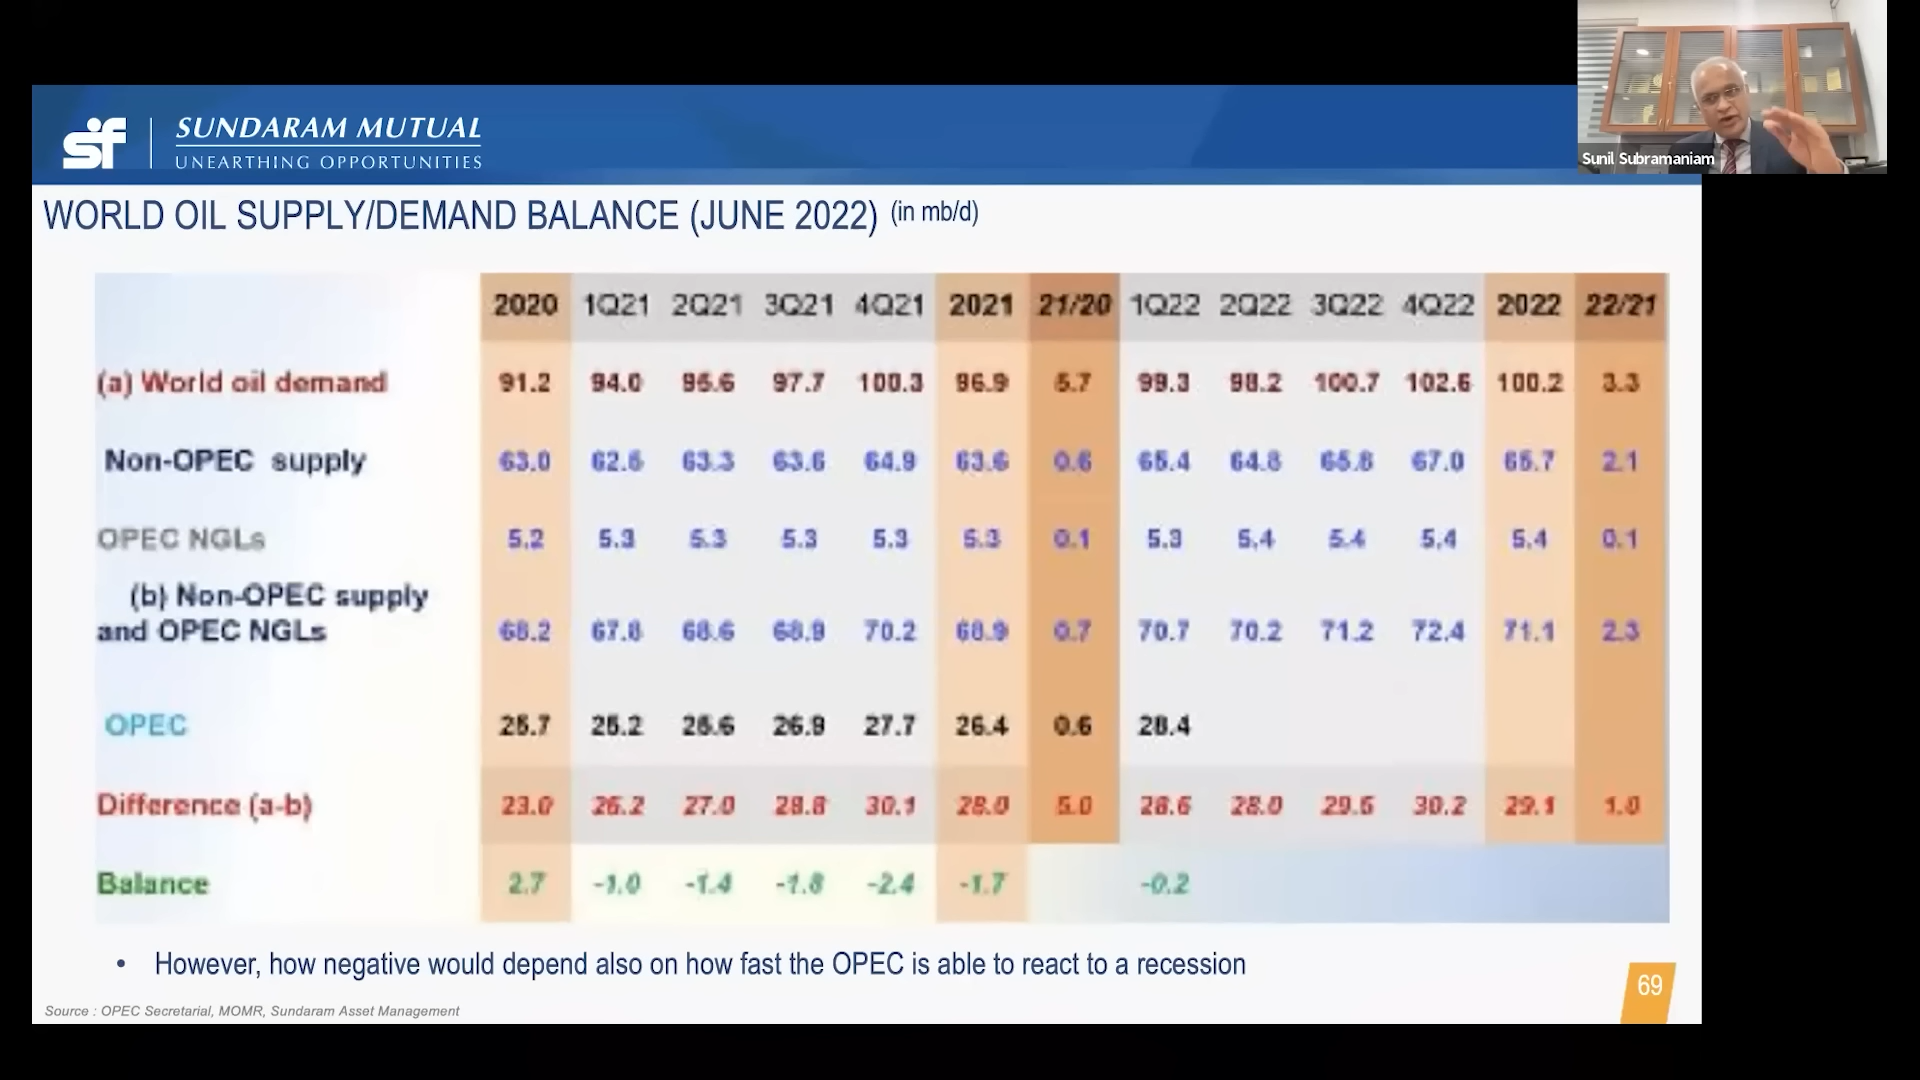 Sunil Subramaniam
sf
SUNDARAM MUTUAL
UNEARTHING OPPORTUNITIES
WORLD OIL SUPPLY/DEMAND BALANCE (JUNE 2022) (in mb/d)
2020 1Q21 2Q21 3Q21 4Q21 2021 21/20 1Q22 2Q22 3Q22 4Q22 2022 22/21
(a) World oil demand 91.2 94.0 95.6 97.7 100.3 96.9 5.7 99.3 98.2 100.7 102.6 100.2 3.3
Non-OPEC supply 63.0 62.5 63.3 63.6 64.9 63.6 0.6 65.4 64.8 65.8 67.0 65.7 2.1
OPEC NGLs 5.2 5.3 5.3 5.3 5.3 5.3 0.1 5.3 5.4 5.4 5.4 5.4 0.1
(b) Non-OPEC supply
and OPEC NGLs 68.2 67.8 68.6 68.9 70.2 68.9 0.7 70.7 70.2 71.2 72.4 71.1 2.3
OPEC 25.7 25.2 25.6 26.9 27.7 26.4 0.6 28.4
Difference (a-b) 23.0 26.2 27.0 28.8 30.1 28.0 5.0 28.6 28.0 29.5 30.2 29.1 1.0
Balance 2.7 -1.0 -1.4 -1.8 -2.4 -1.7 -0.2
• However, how negative would depend also on how fast the OPEC is able to react to a recession
69
Source : OPEC Secretarial, MOMR, Sundaram Asset Management